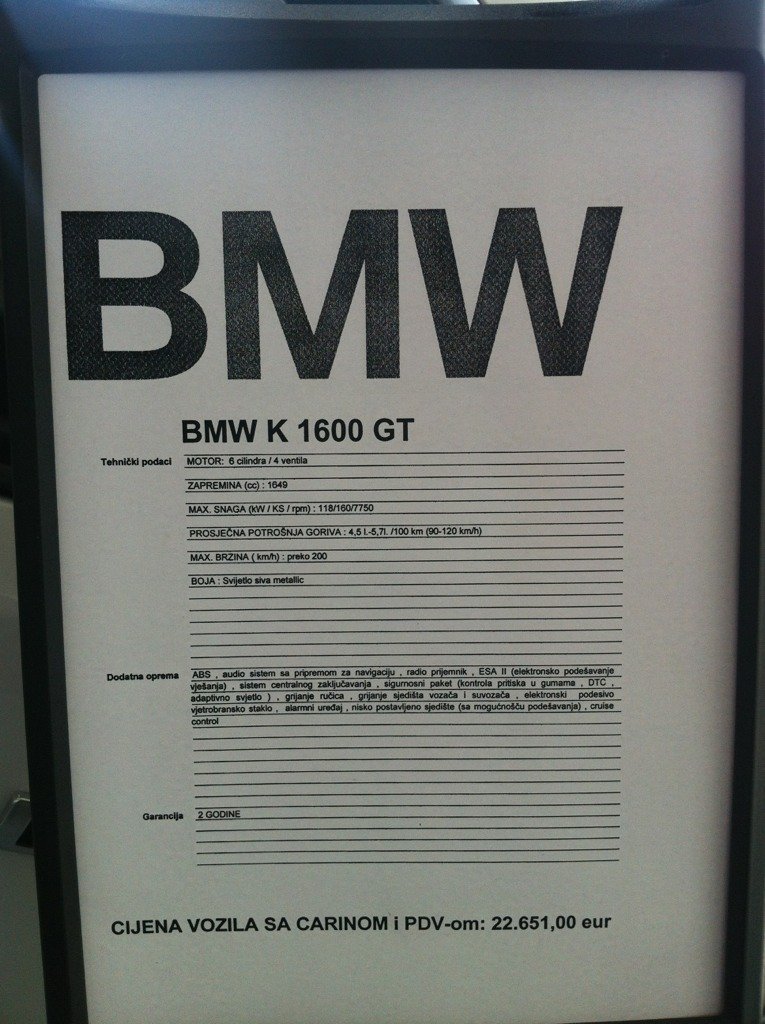 BMW
BMW K 1600 GT
Tehnički podaci
MOTOR: 6 cilindra / 4 ventila
ZAPREMINA (cc) : 1649
MAX. SNAGA (kW / KS / rpm) : 118/160/7750
PROSJEČNA POTROŠNJA GORIVA : 4,5 l.-5,7l. /100 km (90-120 km/h)
MAX. BRZINA ( km/h) : preko 200
BOJA : Svijetlo siva metallic
Dodatna oprema
ABS , audio sistem sa pripremom za navigaciju , radio prijemnik , ESA II (elektronsko podešavanje
vješanja) , sistem centralnog zaključavanja , sigurnosni paket (kontrola pritiska u gumama , DTC ,
adaptivno svjetlo ) , grijanje ručica , grijanje sjedišta vozača i suvozača , elektronski podesivo
vjetrobransko staklo , alarmni uređaj , nisko postavljeno sjedište (sa mogućnošču podešavanja) , cruise
control
Garancija
2 GODINE
CIJENA VOZILA SA CARINOM i PDV-om: 22.651,00 eur